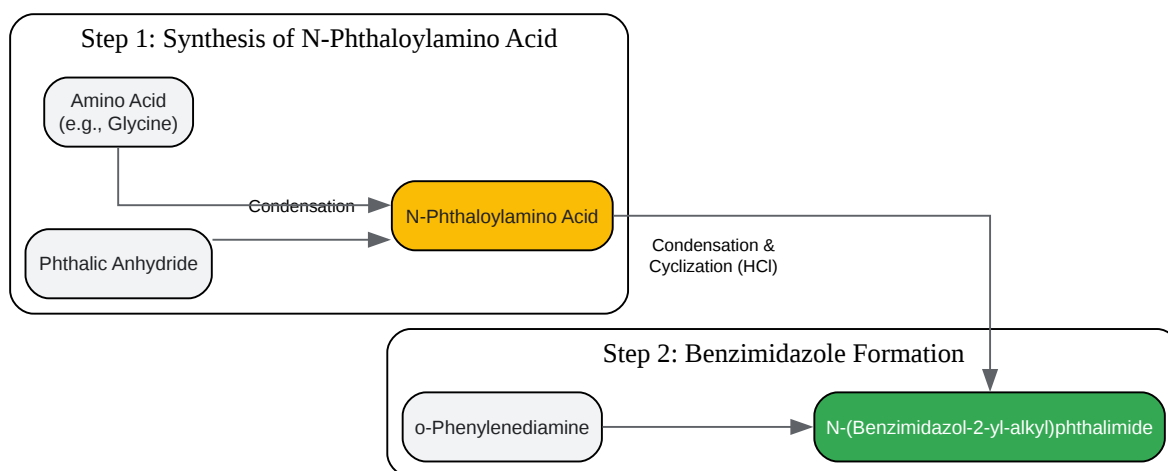 Step 1: Synthesis of N-Phthaloylamino Acid
Amino Acid
(e.g., Glycine)
Condensation
N-Phthaloylamino Acid
Phthalic Anhydride
Condensation &
Cyclization (HCl)
Step 2: Benzimidazole Formation
o-Phenylenediamine
N-(Benzimidazol-2-yl-alkyl)phthalimide